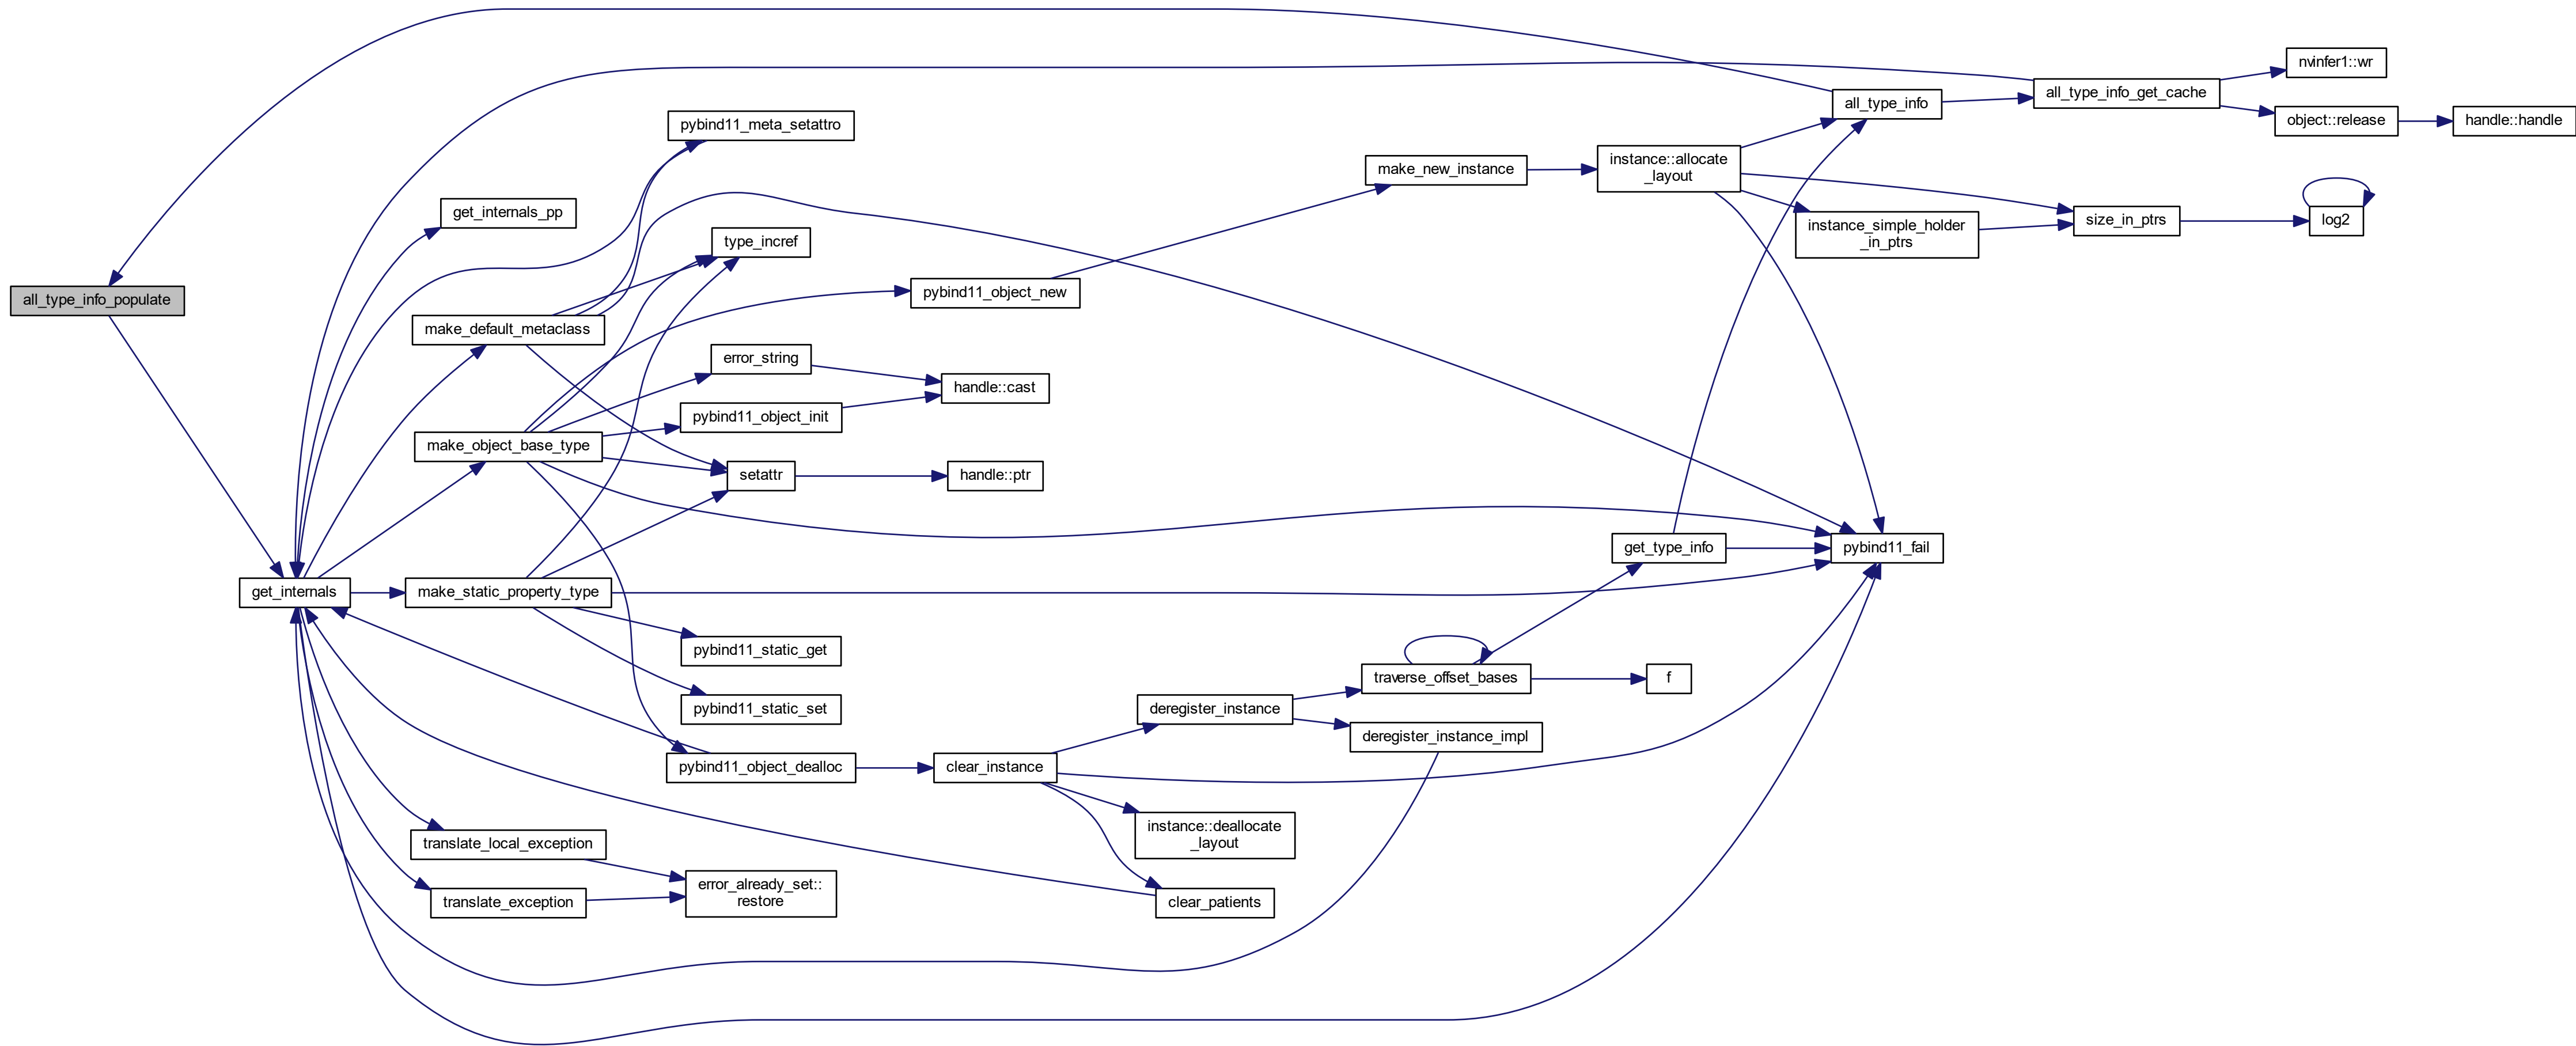 nvinfer1::wr
all_type_info
all_type_info_get_cache
object::release
handle::handle
pybind11_meta_setattro
make_new_instance
instance::allocate
_layout
get_internals_pp
instance_simple_holder
_in_ptrs
size_in_ptrs
log2
type_incref
all_type_info_populate
pybind11_object_new
make_default_metaclass
error_string
handle::cast
pybind11_object_init
make_object_base_type
setattr
handle::ptr
get_type_info
pybind11_fail
get_internals
make_static_property_type
pybind11_static_get
traverse_offset_bases
f
pybind11_static_set
deregister_instance
deregister_instance_impl
pybind11_object_dealloc
clear_instance
instance::deallocate
_layout
translate_local_exception
error_already_set::
restore
translate_exception
clear_patients